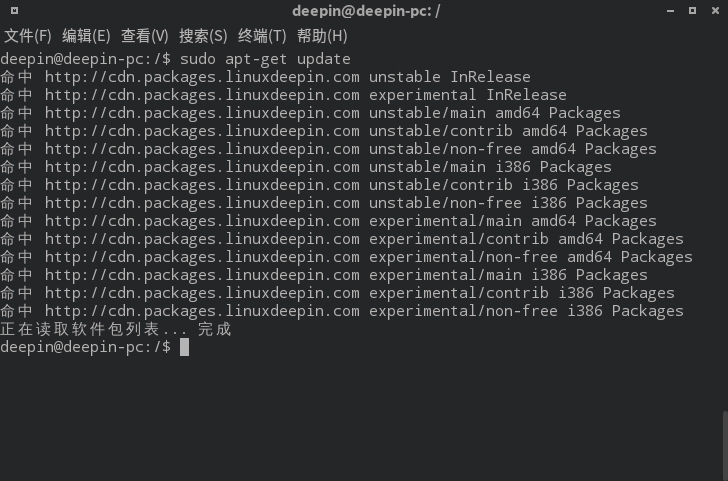 deepin@deepin-pc: /
文件(F) 编辑(E) 查看(V) 搜索(S) 终端(T) 帮助(H)
deepin@deepin-pc:/$ sudo apt-get update
命中 http://cdn.packages.linuxdeepin.com unstable InRelease
命中 http://cdn.packages.linuxdeepin.com experimental InRelease
命中 http://cdn.packages.linuxdeepin.com unstable/main amd64 Packages
命中 http://cdn.packages.linuxdeepin.com unstable/contrib amd64 Packages
命中 http://cdn.packages.linuxdeepin.com unstable/non-free amd64 Packages
命中 http://cdn.packages.linuxdeepin.com unstable/main i386 Packages
命中 http://cdn.packages.linuxdeepin.com unstable/contrib i386 Packages
命中 http://cdn.packages.linuxdeepin.com unstable/non-free i386 Packages
命中 http://cdn.packages.linuxdeepin.com experimental/main amd64 Packages
命中 http://cdn.packages.linuxdeepin.com experimental/contrib amd64 Packages
命中 http://cdn.packages.linuxdeepin.com experimental/non-free amd64 Packages
命中 http://cdn.packages.linuxdeepin.com experimental/main i386 Packages
命中 http://cdn.packages.linuxdeepin.com experimental/contrib i386 Packages
命中 http://cdn.packages.linuxdeepin.com experimental/non-free i386 Packages
正在读取软件包列表... 完成
deepin@deepin-pc:/$